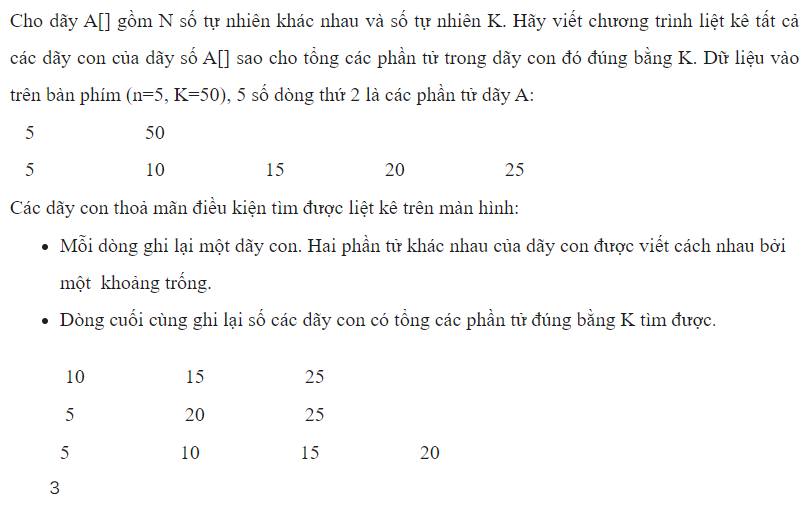 Cho dãy A[] gồm N số tự nhiên khác nhau và số tự nhiên K. Hãy viết chương trình liệt kê tất cả
các dãy con của dãy số A[] sao cho tổng các phần tử trong dãy con đó đúng bằng K. Dữ liệu vào
trên bàn phím (n=5, K=50), 5 số dòng thứ 2 là các phần tử dãy A:
5 50
5 10 15 20 25
Các dãy con thoả mãn điều kiện tìm được liệt kê trên màn hình:
• Mỗi dòng ghi lại một dãy con. Hai phần tử khác nhau của dãy con được viết cách nhau bởi
một khoảng trống.
• Dòng cuối cùng ghi lại số các dãy con có tổng các phần tử đúng bằng K tìm được.
10 15 25
5 20 25
5 10 15 20
3